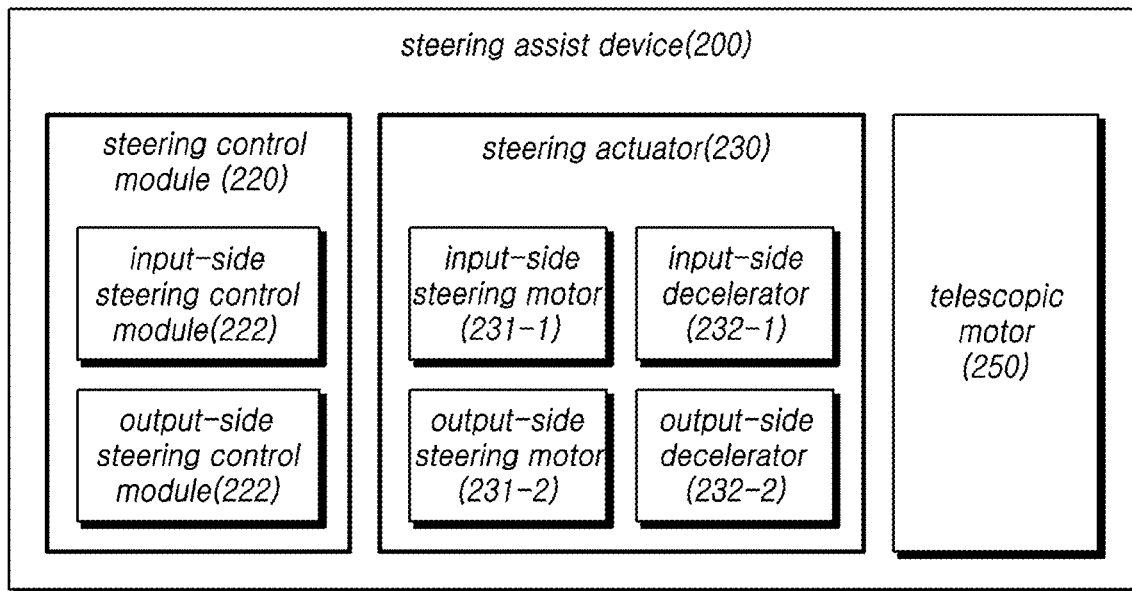 steering assist device(200)
steering control
module (220)
input-side
steering control
module(222)
output-side
steering control
module(222)
steering actuator(230)
input-side
steering motor
(231-1)
input-side
decelerator
(232-1)
output-side
steering motor
(231-2)
output-side
decelerator
(232-2)
telescopic
motor
(250)